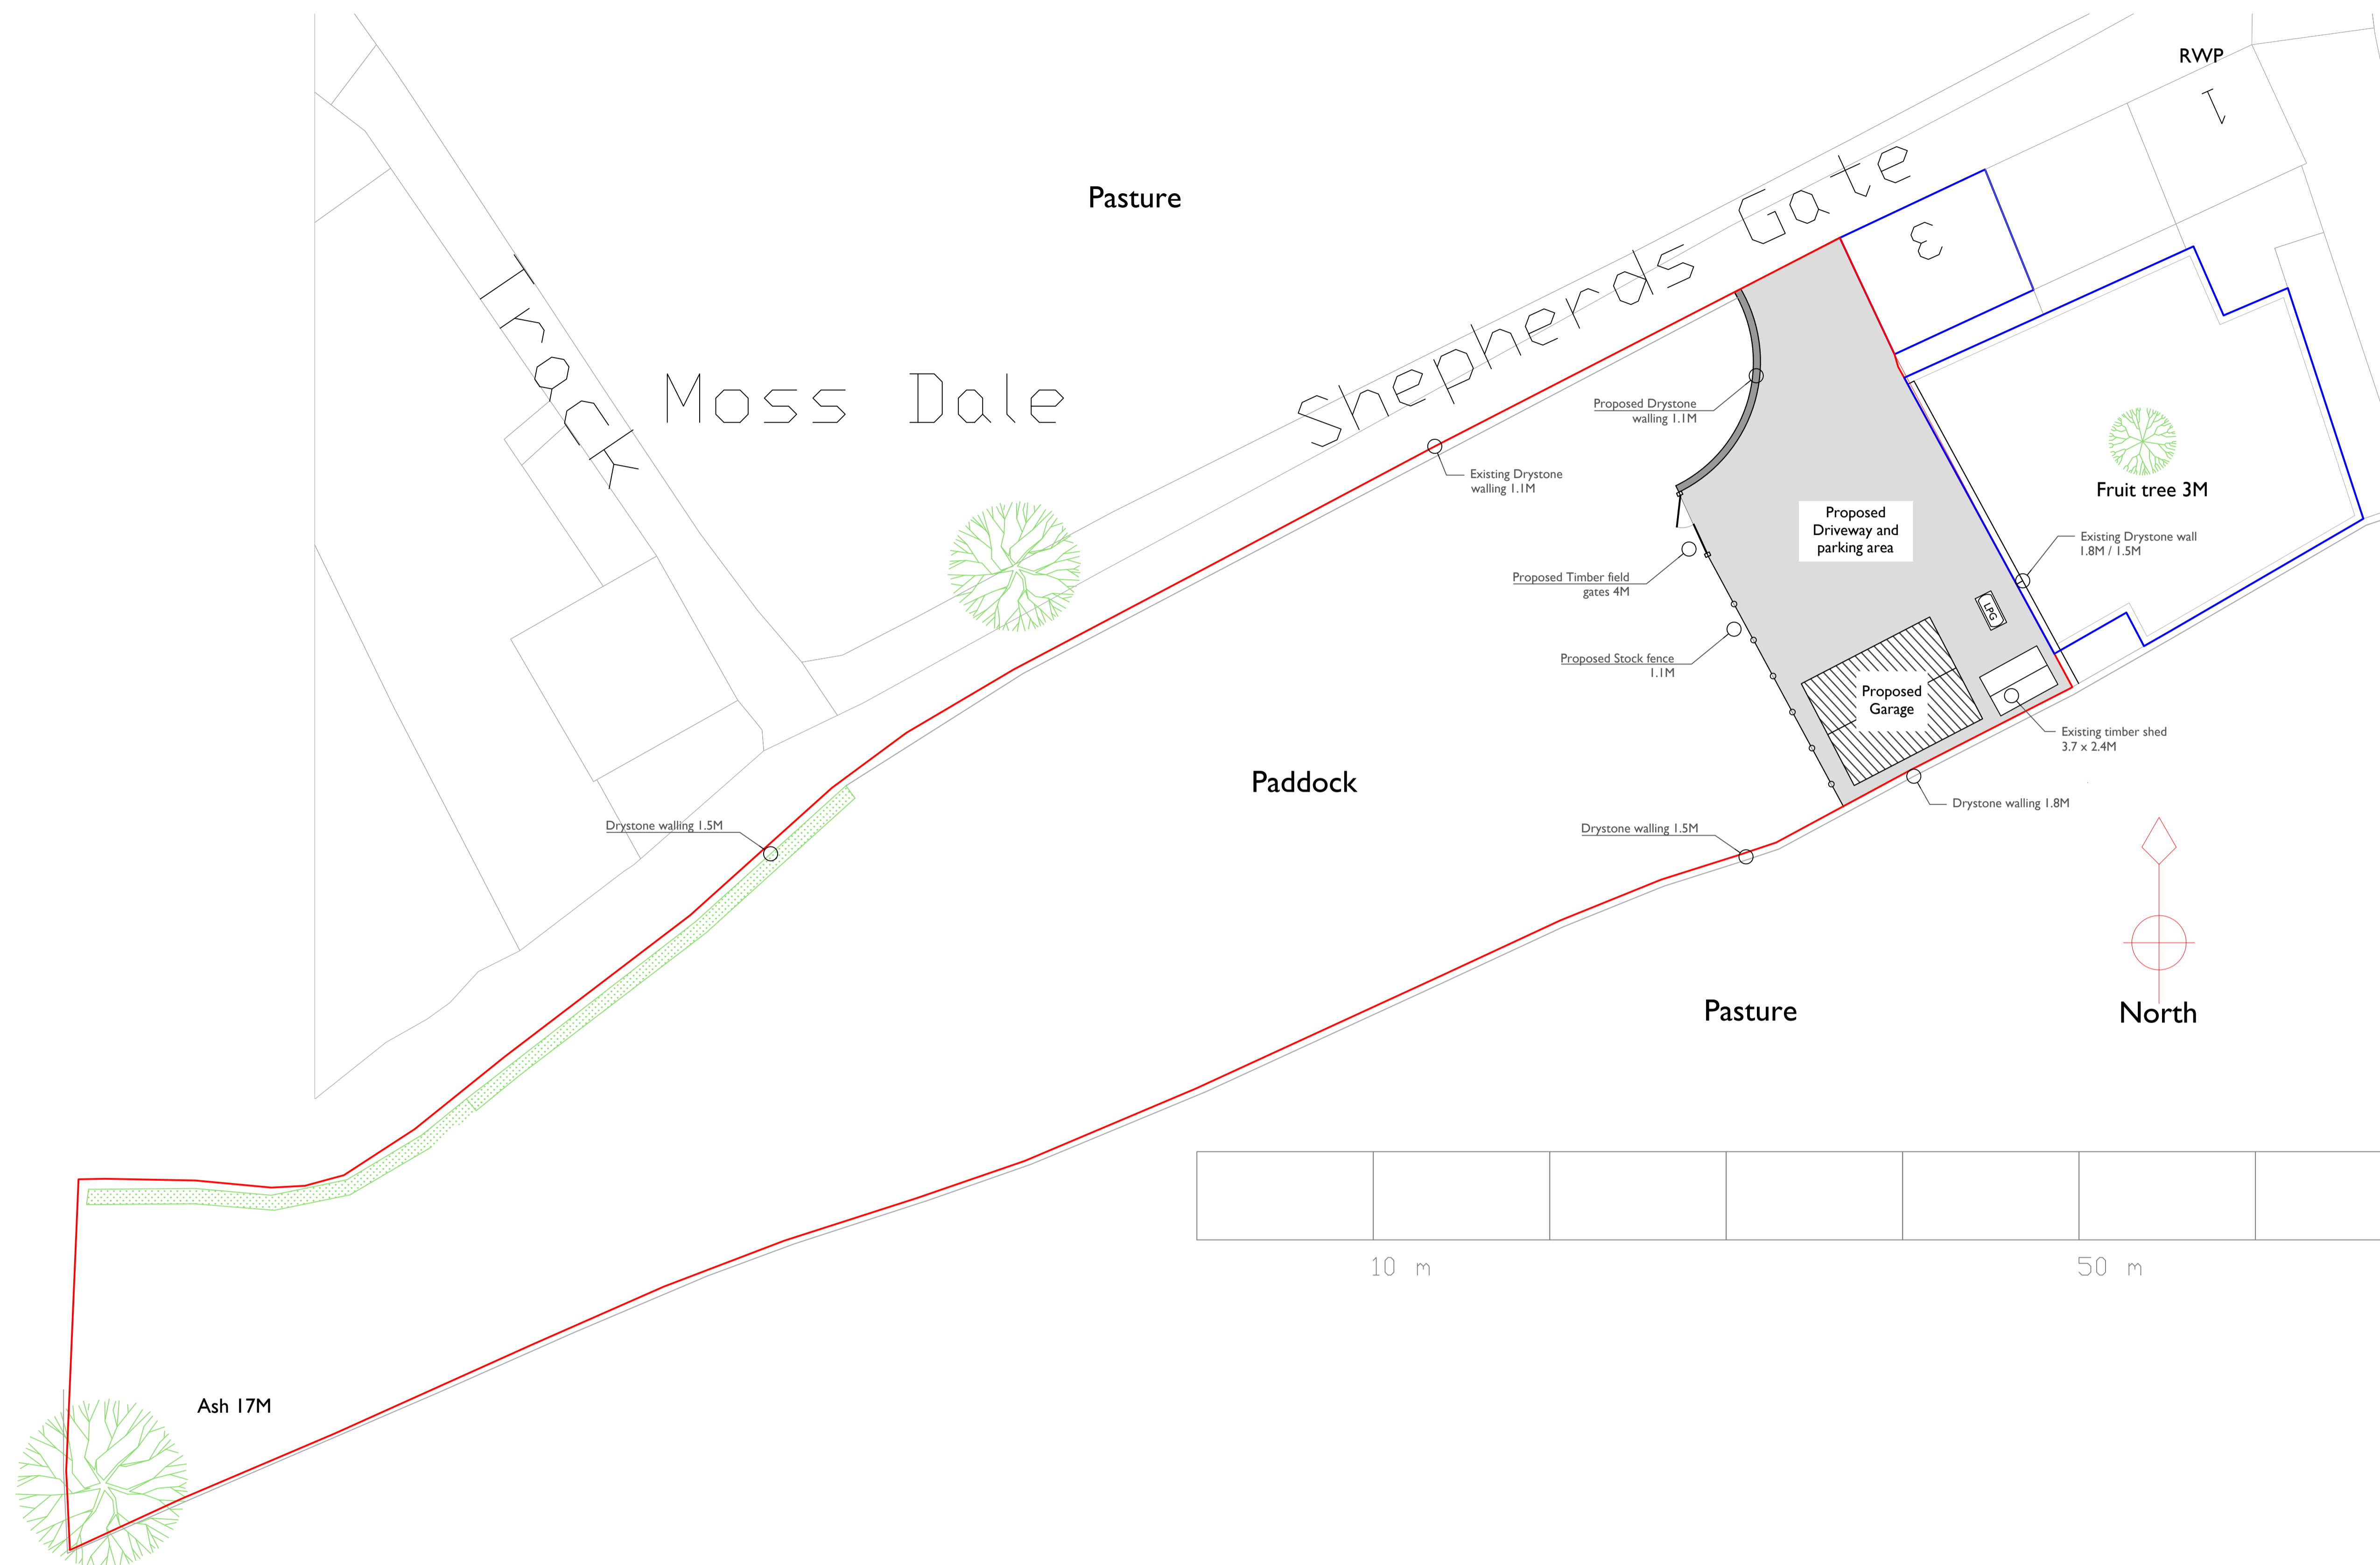 RWP
1
Pasture
Shepherds Gate
3
Track
Moss Dale
Proposed Drystone
walling 1.1M
Existing Drystone
walling 1.1M
Fruit tree 3M
Proposed
Driveway and
parking area
Existing Drystone wall
1.8M / 1.5M
Proposed Timber field
gates 4M
LPG
Proposed Stock fence
1.1M
Proposed
Garage
Existing timber shed
3.7 x 2.4M
Paddock
Drystone walling 1.8M
Drystone walling 1.5M
Drystone walling 1.5M
Pasture
North
10 m
50 m
Ash 17M